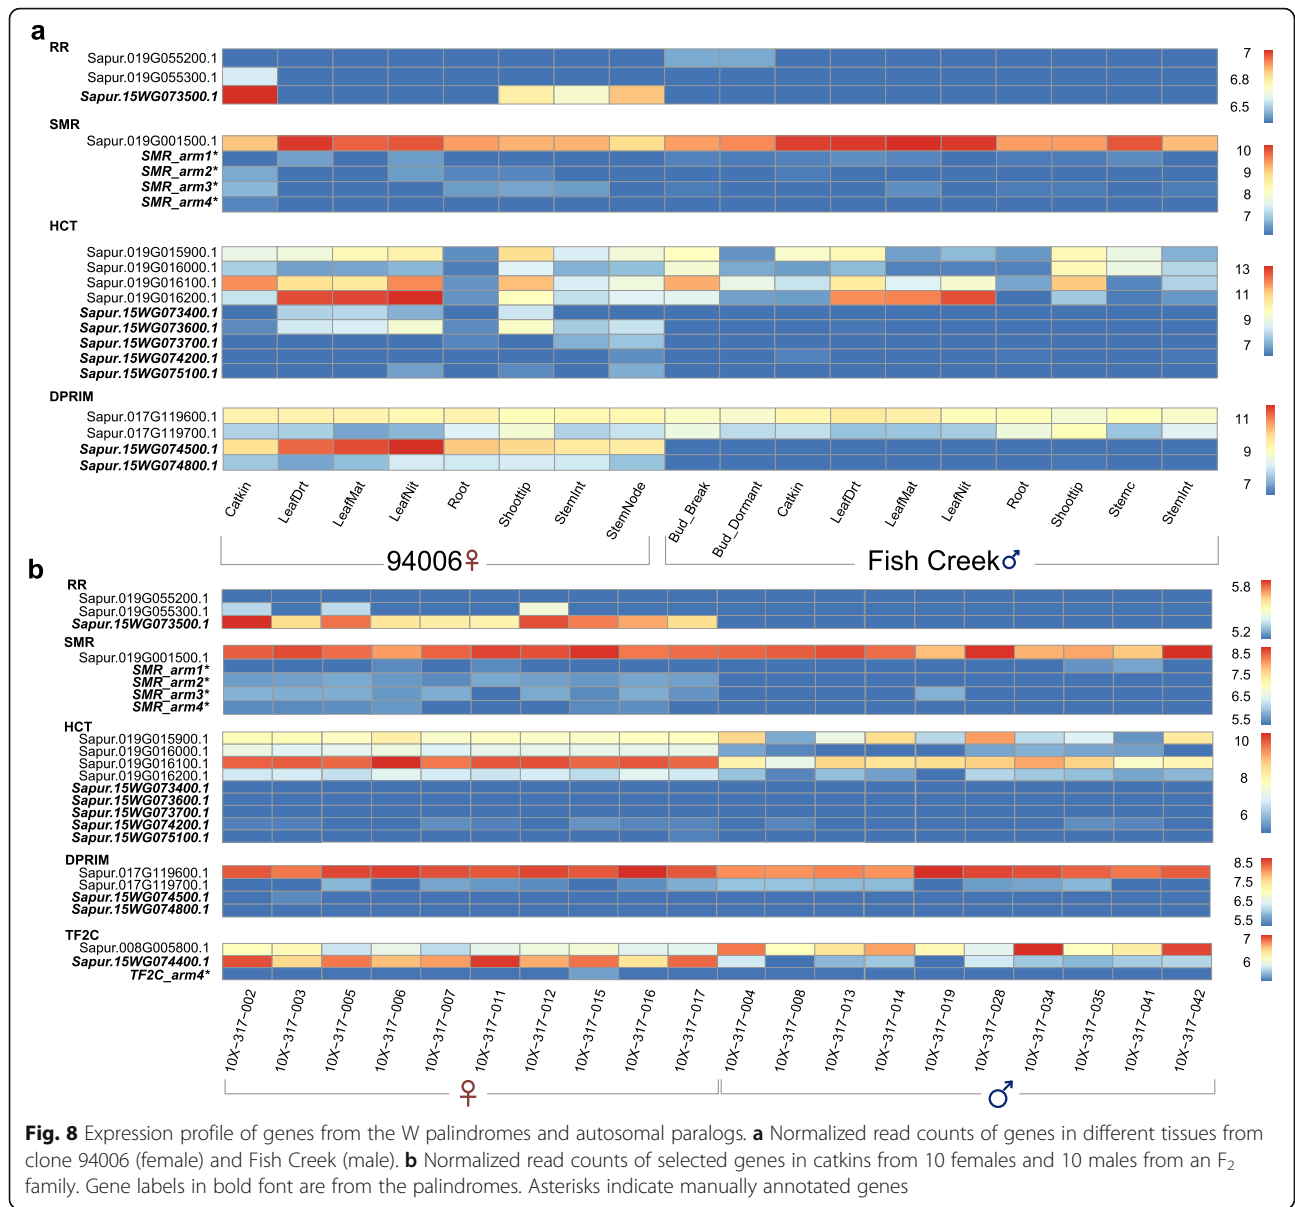 a
RR
Sapur.019G055200.1
Sapur.019G055300.1
Sapur.15WG073500.1
7
6.8
6.5
SMR
Sapur.019G001500.1
SMR_arm1*
SMR_arm2*
SMR_arm3*
SMR_arm4*
10
9
8
7
HCT
Sapur.019G015900.1
Sapur.019G016000.1
Sapur.019G016100.1
Sapur.019G016200.1
Sapur.15WG073400.1
Sapur.15WG073600.1
Sapur.15WG073700.1
Sapur.15WG074200.1
Sapur.15WG075100.1
13
11
9
7
DPRIM
Sapur.017G119600.1
Sapur.017G119700.1
Sapur.15WG074500.1
Sapur.15WG074800.1
11
9
7
Catkin LeafDrt LeafMat LeafNit Root Shoottip StemInt StemNode Bud_Break Bud_Dormant Catkin LeafDrt LeafMat LeafNit Root Shoottip Stemc StemInt
94006♀ Fish Creek♂
b
RR
Sapur.019G055200.1
Sapur.019G055300.1
Sapur.15WG073500.1
5.8
5.2
SMR
Sapur.019G001500.1
SMR_arm1*
SMR_arm2*
SMR_arm3*
SMR_arm4*
8.5
7.5
6.5
5.5
HCT
Sapur.019G015900.1
Sapur.019G016000.1
Sapur.019G016100.1
Sapur.019G016200.1
Sapur.15WG073400.1
Sapur.15WG073600.1
Sapur.15WG073700.1
Sapur.15WG074200.1
Sapur.15WG075100.1
10
8
6
DPRIM
Sapur.017G119600.1
Sapur.017G119700.1
Sapur.15WG074500.1
Sapur.15WG074800.1
8.5
7.5
6.5
5.5
TF2C
Sapur.008G005800.1
Sapur.15WG074400.1
TF2C_arm4*
7
6
10X−317−002 10X−317−003 10X−317−005 10X−317−006 10X−317−007 10X−317−011 10X−317−012 10X−317−015 10X−317−016 10X−317−017 10X−317−004 10X−317−008 10X−317−013 10X−317−014 10X−317−019 10X−317−028 10X−317−034 10X−317−035 10X−317−041 10X−317−042
♀ ♂
Fig. 8 Expression profile of genes from the W palindromes and autosomal paralogs. a Normalized read counts of genes in different tissues from
clone 94006 (female) and Fish Creek (male). b Normalized read counts of selected genes in catkins from 10 females and 10 males from an F2
family. Gene labels in bold font are from the palindromes. Asterisks indicate manually annotated genes